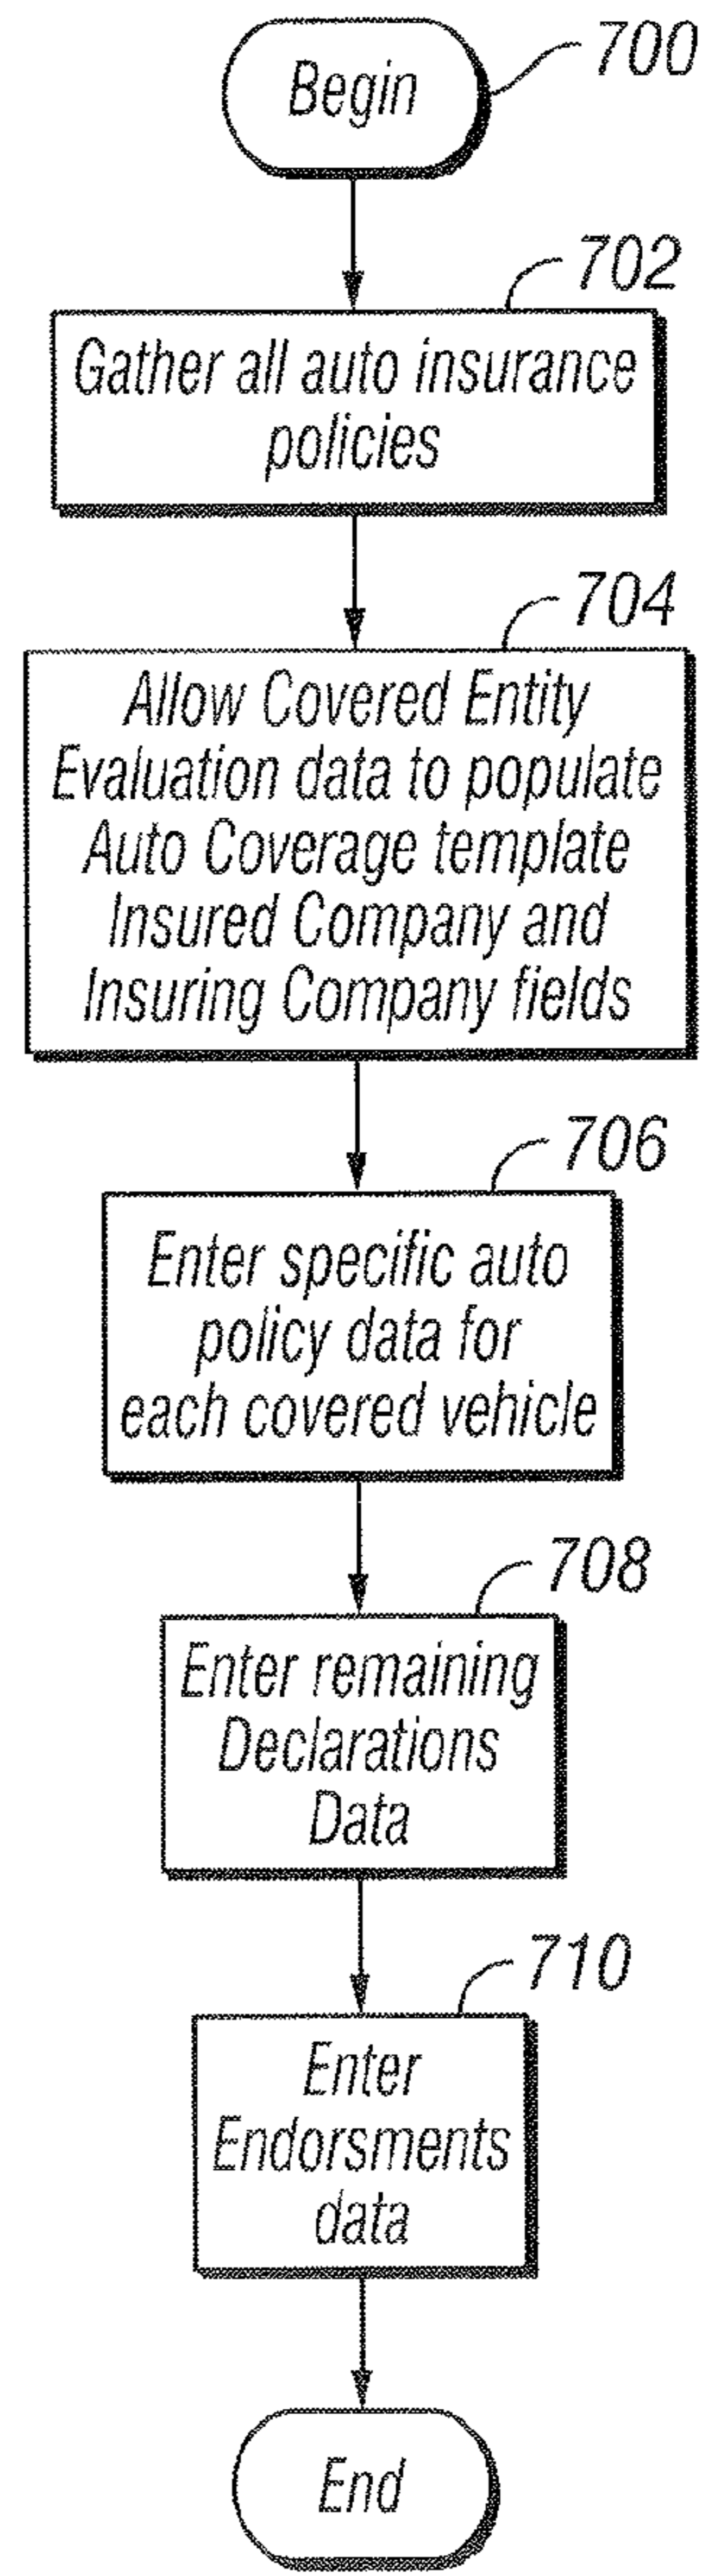 700
Begin
702
Gather all auto insurance
policies
704
Allow Covered Entity
Evaluation data to populate
Auto Coverage template
Insured Company and
Insuring Company fields
706
Enter specific auto
policy data for
each covered vehicle
708
Enter remaining
Declarations
Data
710
Enter
Endorsments
data
End